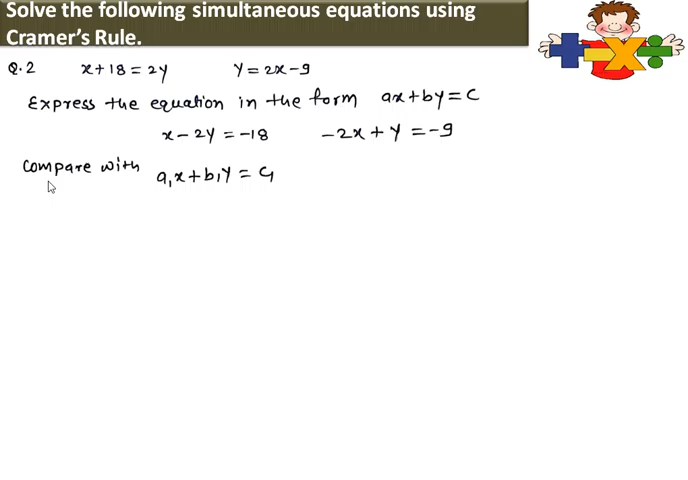 Solve the following simultaneous equations using
Cramer's Rule.
Q.2 x+18=2y y=2x-9
Express the equation in the form ax+by=c
x-2y=-18 -2x+y=-9
Compare with a₁x+b₁y=c₁